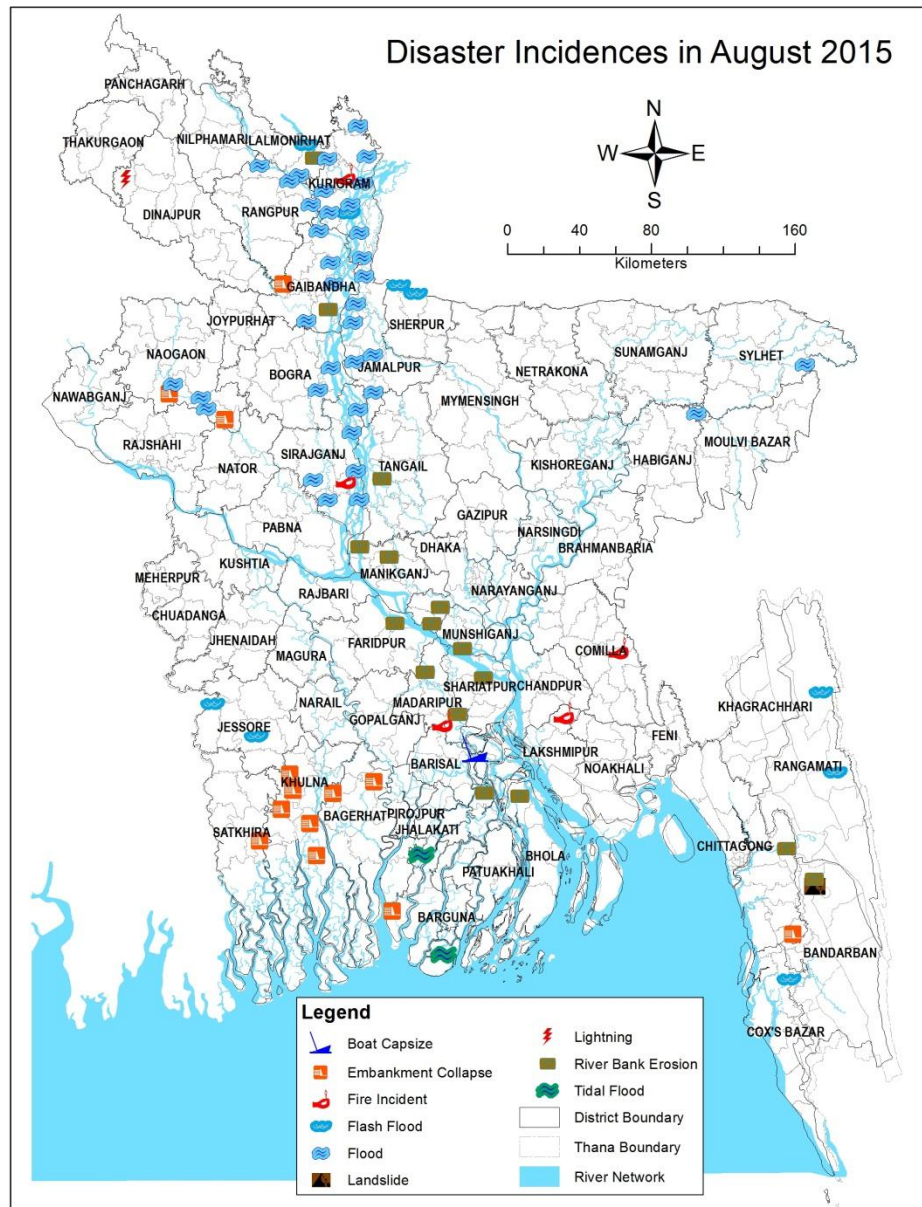 Disaster Incidences in August 2015
N
W E
S
0 40 80 160
Kilometers
PANCHAGARH
THAKURGAON
NILPHAMARI
LALMONIRHAT
KURIGRAM
DINAJPUR
RANGPUR
GAIBANDHA
JOYPURHAT
SHERPUR
NAOGAON
BOGRA
JAMALPUR
NETRAKONA
SUNAMGANJ
SYLHET
NAWABGANJ
MYMENSINGH
RAJSHAHI
NATOR
SIRAJGANJ
TANGAIL
KISHOREGANJ
HABIGANJ
MOULVI BAZAR
PABNA
GAZIPUR
NARSINGDI
BRAHMANBARIA
DHAKA
KUSHTIA
MANIKGANJ
MEHERPUR
RAJBARI
NARAYANGANJ
CHUADANGA
JHENAIDAH
FARIDPUR
MUNSHIGANJ
MAGURA
COMILLA
SHARIATPUR
CHANDPUR
NARAIL
MADARIPUR
GOPALGANJ
KHAGRACHHARI
JESSORE
FENI
LAKSHMIPUR
NOAKHALI
BARISAL
RANGAMATI
KHULNA
BAGERHAT
PIROJPUR
JHALAKATI
SATKHIRA
CHITTAGONG
BHOLA
PATUAKHALI
BARGUNA
BANDARBAN
COX'S BAZAR
Legend
Boat Capsize
Embankment Collapse
Fire Incident
Flash Flood
Flood
Landslide
Lightning
River Bank Erosion
Tidal Flood
District Boundary
Thana Boundary
River Network